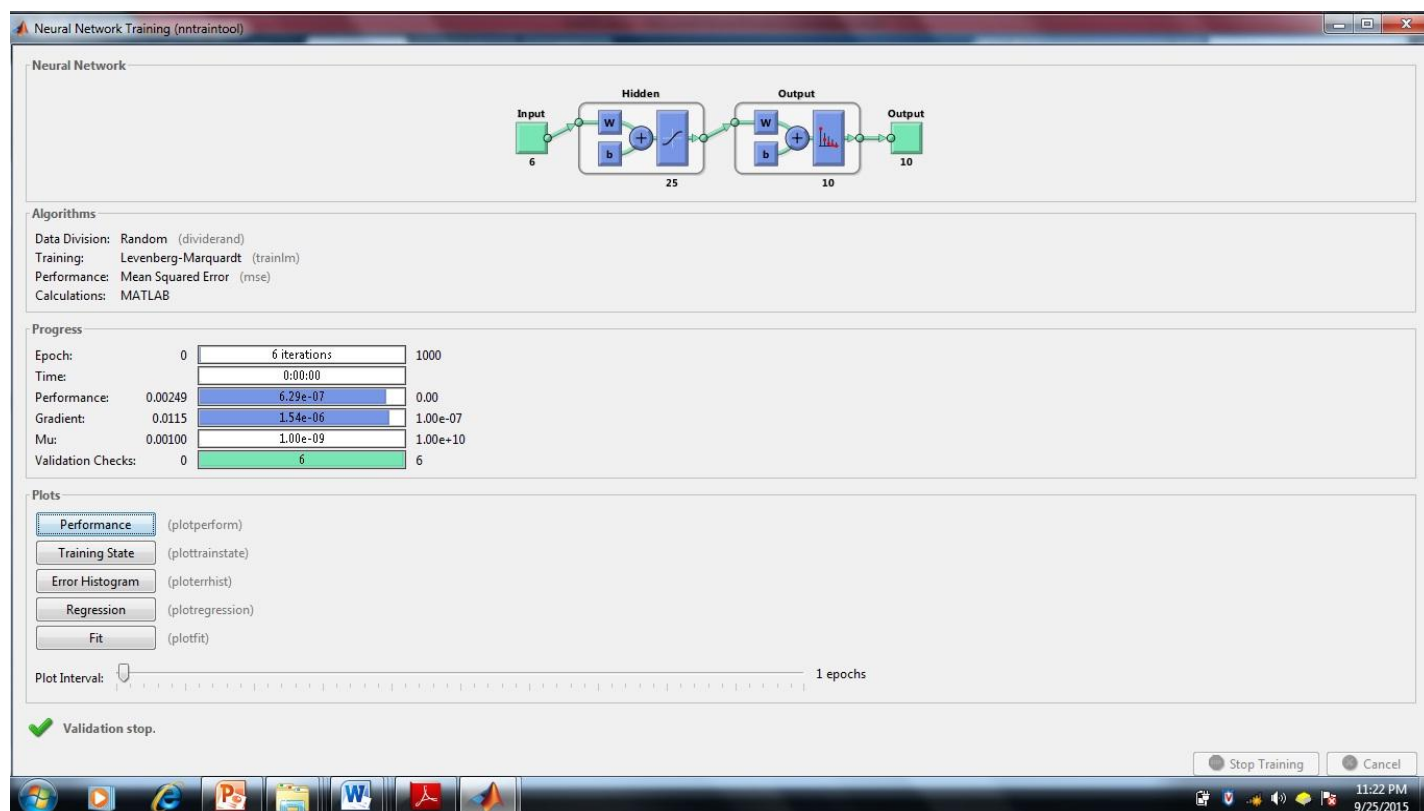 Neural Network Training (nntraintool)
Neural Network
Hidden Output
Input Output
W W
b b
+ +
6 10
25 10
Algorithms
Data Division: Random (dividerand)
Training: Levenberg-Marquardt (trainlm)
Performance: Mean Squared Error (mse)
Calculations: MATLAB
Progress
Epoch: 0 6 iterations 1000
Time: 0:00:00
Performance: 0.00249 6.29e-07 0.00
Gradient: 0.0115 1.54e-06 1.00e-07
Mu: 0.00100 1.00e-09 1.00e+10
Validation Checks: 0 6 6
Plots
Performance (plotperform)
Training State (plottrainstate)
Error Histogram (ploterrhist)
Regression (plotregression)
Fit (plotfit)
Plot Interval: 1 epochs
Validation stop.
Stop Training Cancel
11:22 PM
9/25/2015